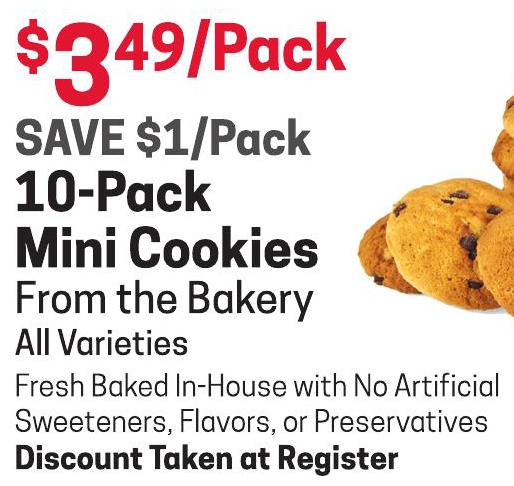 $3.49/Pack
SAVE $1/Pack
10-Pack
Mini Cookies
From the Bakery
All Varieties
Fresh Baked In-House with No Artificial
Sweeteners, Flavors, or Preservatives
Discount Taken at Register